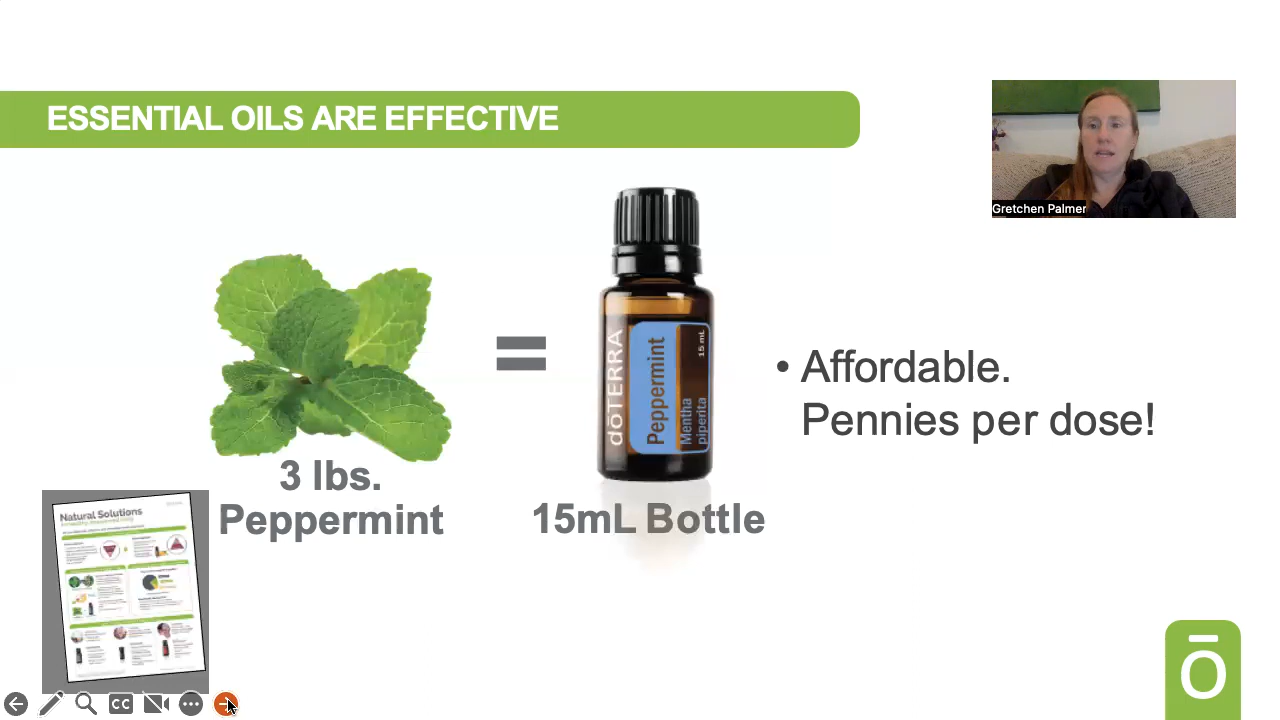 ESSENTIAL OILS ARE EFFECTIVE
Gretchen Palmer
dōTERRA
Peppermint
Mentha
piperita
15 mL
• Affordable.
Pennies per dose!
3 lbs.
Peppermint
15mL Bottle
Natural Solutions
CC
ō